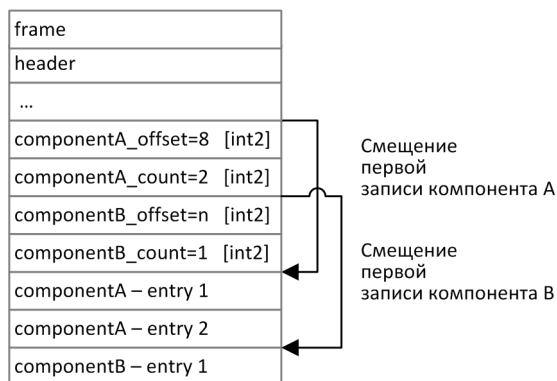 frame
header
...
componentA_offset=8 [int2]
componentA_count=2 [int2]
componentB_offset=n [int2]
componentB_count=1 [int2]
componentA – entry 1
componentA – entry 2
componentB – entry 1
Смещение
первой
записи компонента A
Смещение
первой
записи компонента B